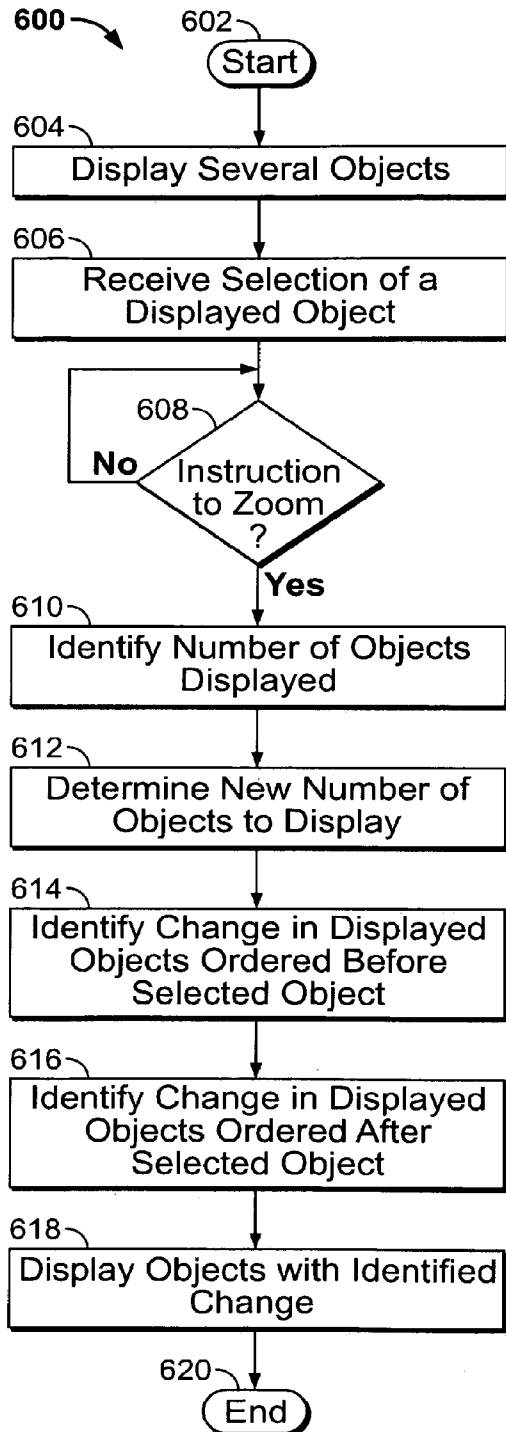 600
602
Start
604
Display Several Objects
606
Receive Selection of a
Displayed Object
608
No
Instruction
to Zoom
?
Yes
610
Identify Number of Objects
Displayed
612
Determine New Number of
Objects to Display
614
Identify Change in Displayed
Objects Ordered Before
Selected Object
616
Identify Change in Displayed
Objects Ordered After
Selected Object
618
Display Objects with Identified
Change
620
End